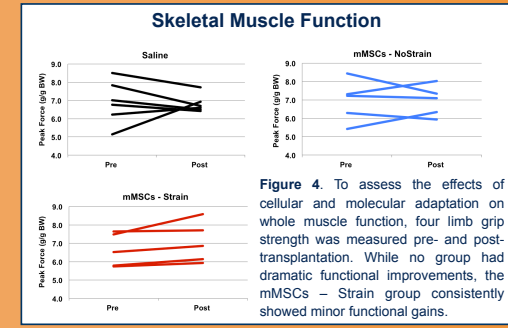 Skeletal Muscle Function
Saline
Peak Force (g/g BW)
9.0
8.0
7.0
6.0
5.0
4.0
Pre
Post
mMSCs - NoStrain
Peak Force (g/g BW)
9.0
8.0
7.0
6.0
5.0
4.0
Pre
Post
mMSCs - Strain
Peak Force (g/g BW)
9.0
8.0
7.0
6.0
5.0
4.0
Pre
Post
Figure 4. To assess the effects of
cellular and molecular adaptation on
whole muscle function, four limb grip
strength was measured pre- and post-
transplantation. While no group had
dramatic functional improvements, the
mMSCs – Strain group consistently
showed minor functional gains.